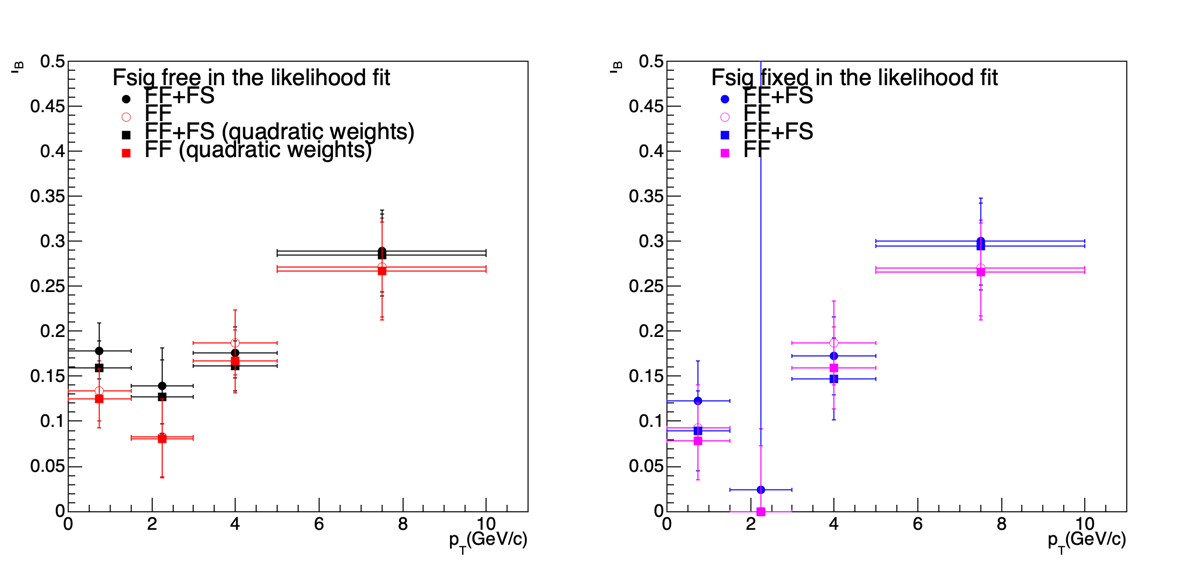 Fsig free in the likelihood fit
FF+FS
FF
FF+FS (quadratic weights)
FF (quadratic weights)
0.5
0.45
0.4
0.35
0.3
0.25
0.2
0.15
0.1
0.05
0
0 2 4 6 8 10
pT(GeV/c)
Fsig fixed in the likelihood fit
FF+FS
FF
FF+FS
FF
0.5
0.45
0.4
0.35
0.3
0.25
0.2
0.15
0.1
0.05
0
0 2 4 6 8 10
pT(GeV/c)